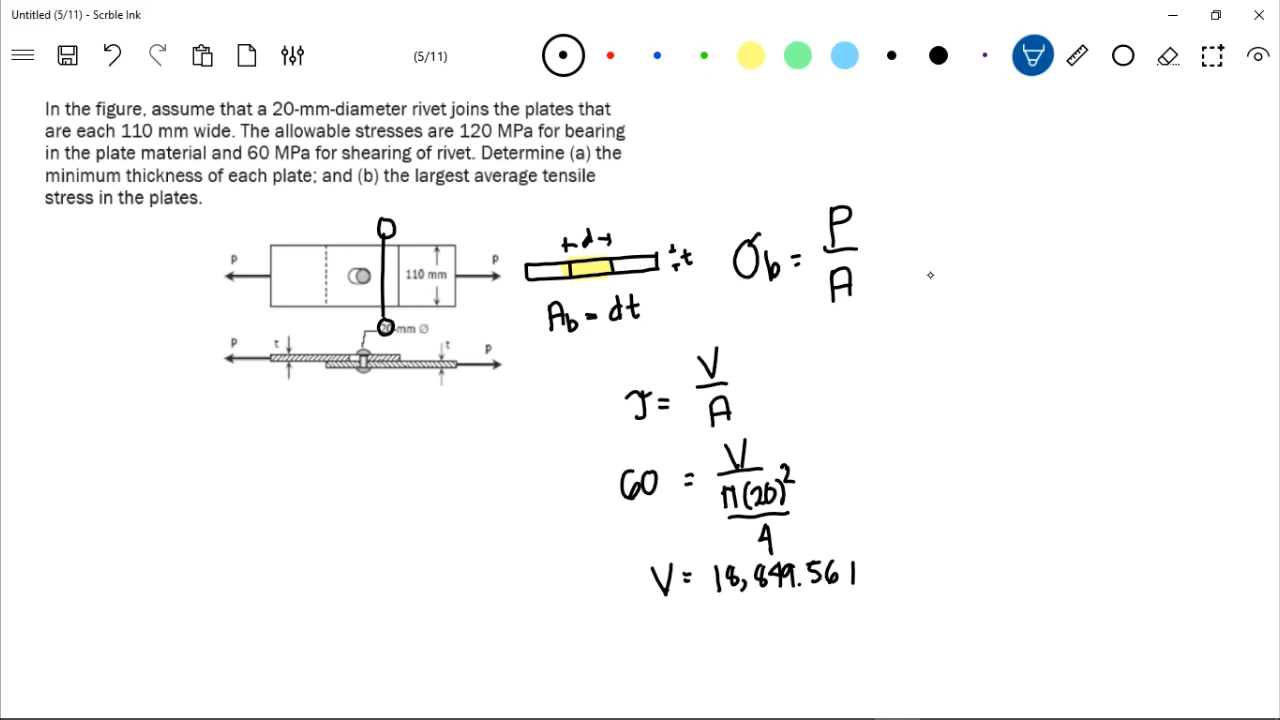 Untitled (5/11) - Scrble Ink
(5/11)
In the figure, assume that a 20-mm-diameter rivet joins the plates that
are each 110 mm wide. The allowable stresses are 120 MPa for bearing
in the plate material and 60 MPa for shearing of rivet. Determine (a) the
minimum thickness of each plate; and (b) the largest average tensile
stress in the plates.
P
P
110 mm
mm Ø
P
t
t
P
d
t
A_b = dt
σ_b = P/A
τ = V/A
60 = V/(π(20)²/4)
V = 18,849.561